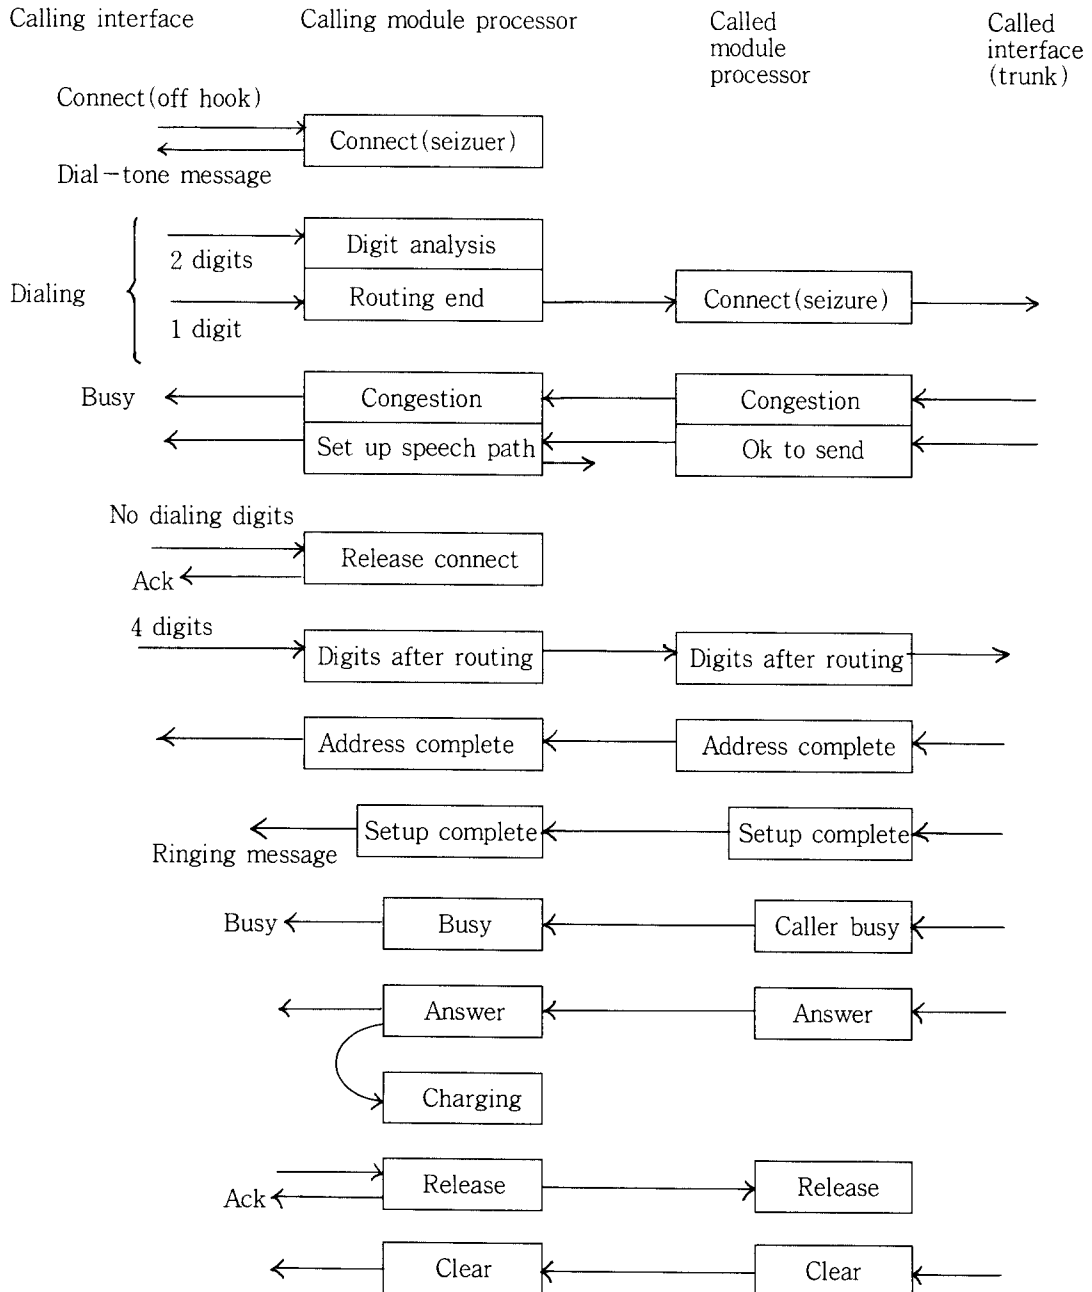 Calling interface
Calling module processor
Called
module
processor
Called
interface
(trunk)
Connect(off hook)
Connect(seizuer)
Dial-tone message
Dialing
2 digits
Digit analysis
1 digit
Routing end
Connect(seizure)
Busy
Congestion
Congestion
Set up speech path
Ok to send
No dialing digits
Release connect
Ack
4 digits
Digits after routing
Digits after routing
Address complete
Address complete
Setup complete
Setup complete
Ringing message
Busy
Busy
Caller busy
Answer
Answer
Charging
Release
Release
Ack
Clear
Clear